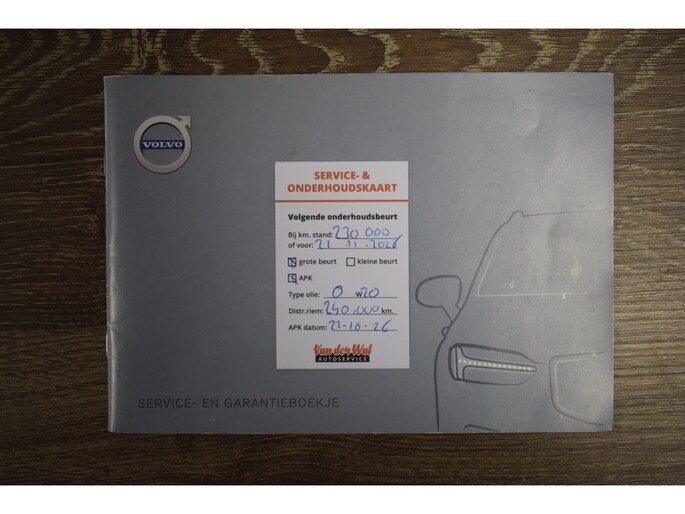 VOLVO
SERVICE- &
ONDERHOUDSKAART
Volgende onderhoudsbeurt
Bij km. stand: 230 000
of voor: 21 - 11 - 2026
grote beurt kleine beurt
APK
Type olie: 0 W20
Distr.riem: 240.000 km.
APK datum: 22-10-26
Van der Wal
AUTOSERVICE
SERVICE- EN GARANTIEBOEKJE